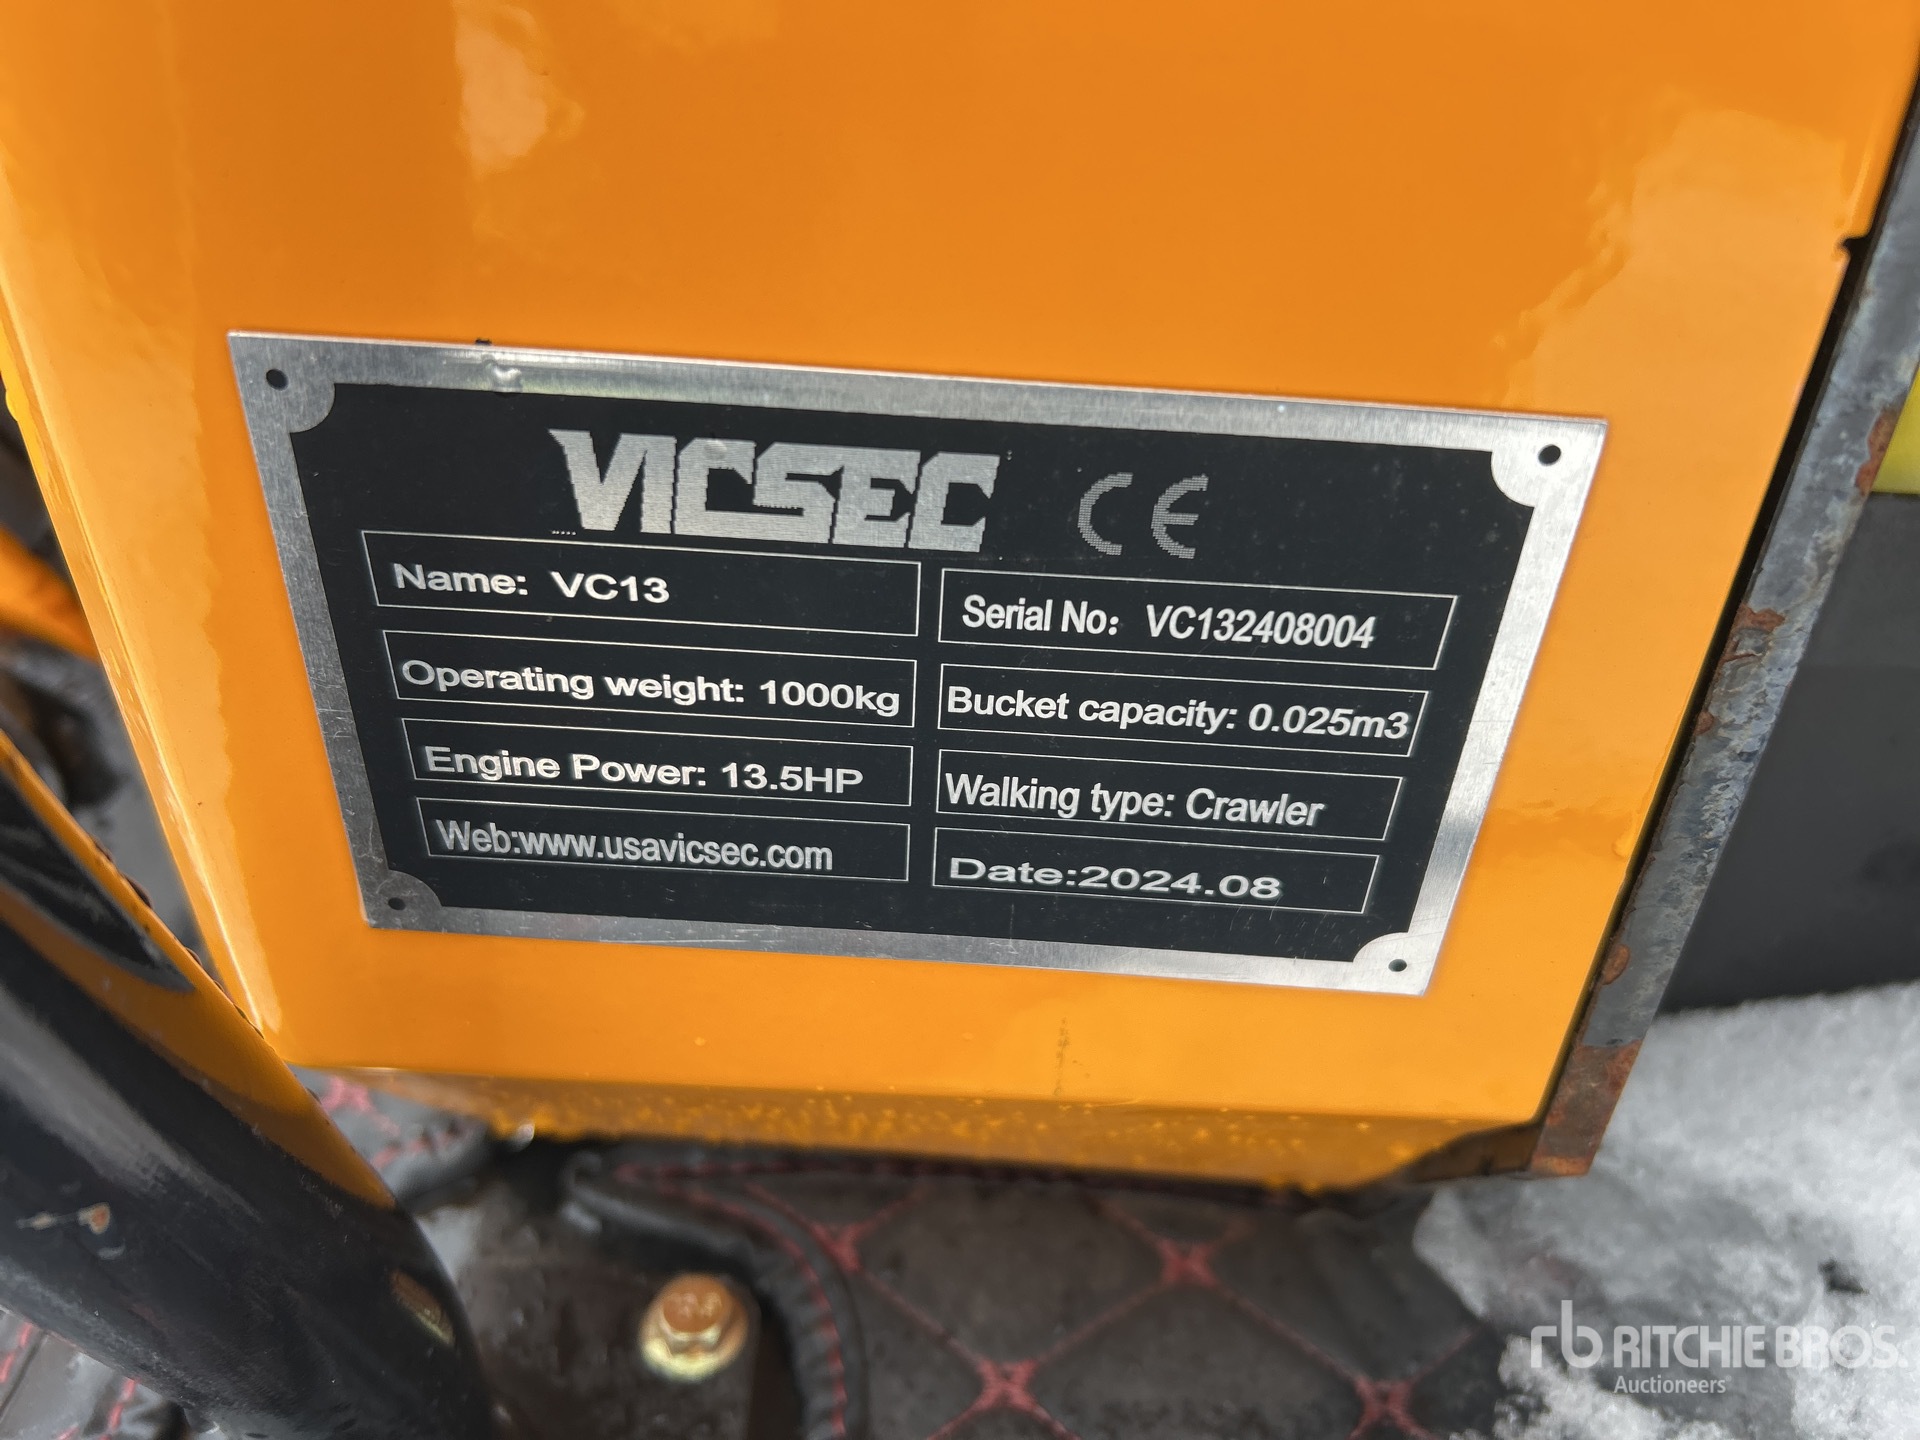 VICSEC CE
Name: VC13
Serial No: VC132408004
Operating weight: 1000kg
Bucket capacity: 0.025m3
Engine Power: 13.5HP
Walking type: Crawler
Web:www.usavicsec.com
Date:2024.08
rb RITCHIE BROS.
Auctioneers